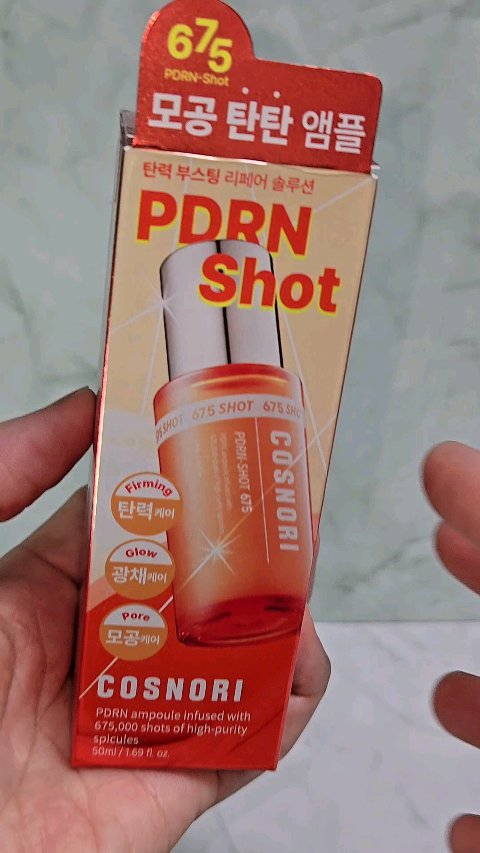 675
PDRN-Shot
모공 탄탄 앰플
탄력 부스팅 리페어 솔루션
PDRN
Shot
675 SHOT 675 SHO
COSNORI
PDRN SHOT 675
Firming
탄력케어
Glow
광채케어
Pore
모공케어
COSNORI
PDRN ampoule infused with
675,000 shots of high-purity
spicules
50ml / 1.69 fl. oz.